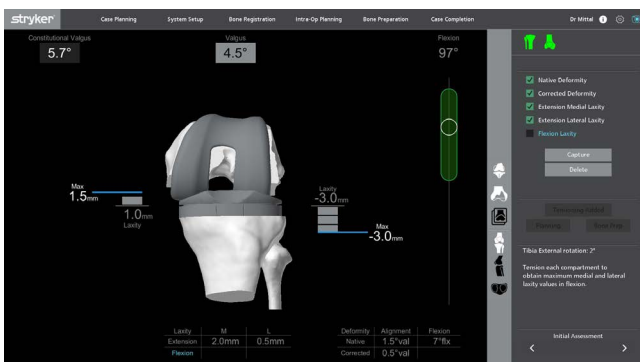 stryker
Case Planning
System Setup
Bone Registration
Intra-Op Planning
Bone Preparation
Case Completion
Dr Mittal
Constitutional Valgus
5.7°
Valgus
4.5°
Flexion
97°
Max
1.5mm
1.0mm
Laxity
Laxity
-3.0mm
Max
-3.0mm
Laxity M L
Extension 2.0mm 0.5mm
Flexion
Deformity Alignment Flexion
Native 1.5°val 7°flx
Corrected 0.5°val
Native Deformity
Corrected Deformity
Extension Medial Laxity
Extension Lateral Laxity
Flexion Laxity
Capture
Delete
Planning
Bone Prep
Tibia External rotation: 2°
Tension each compartment to
obtain maximum medial and lateral
laxity values in flexion.
Initial Assessment